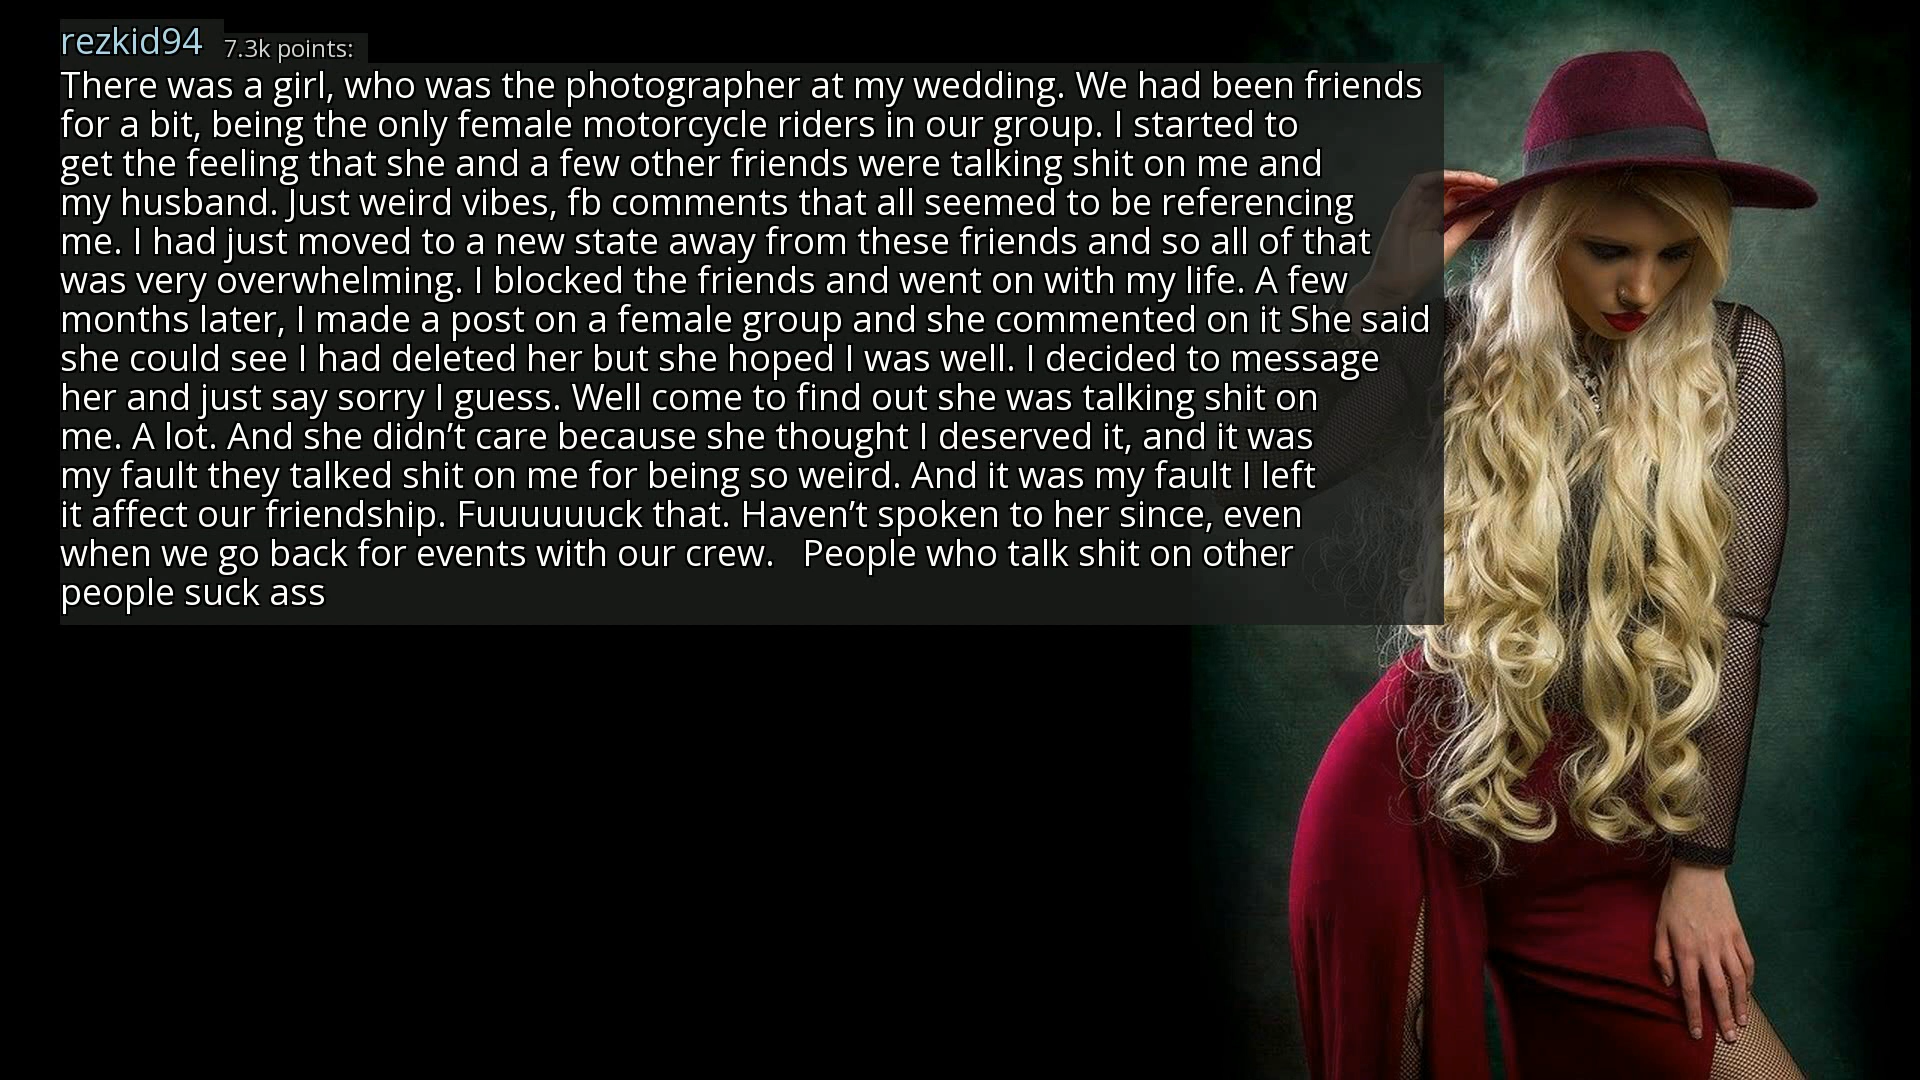 rezkid94 7.3k points:
There was a girl, who was the photographer at my wedding. We had been friends
for a bit, being the only female motorcycle riders in our group. I started to
get the feeling that she and a few other friends were talking shit on me and
my husband. Just weird vibes, fb comments that all seemed to be referencing
me. I had just moved to a new state away from these friends and so all of that
was very overwhelming. I blocked the friends and went on with my life. A few
months later, I made a post on a female group and she commented on it She said
she could see I had deleted her but she hoped I was well. I decided to message
her and just say sorry I guess. Well come to find out she was talking shit on
me. A lot. And she didn’t care because she thought I deserved it, and it was
my fault they talked shit on me for being so weird. And it was my fault I left
it affect our friendship. Fuuuuuuck that. Haven’t spoken to her since, even
when we go back for events with our crew.   People who talk shit on other
people suck ass